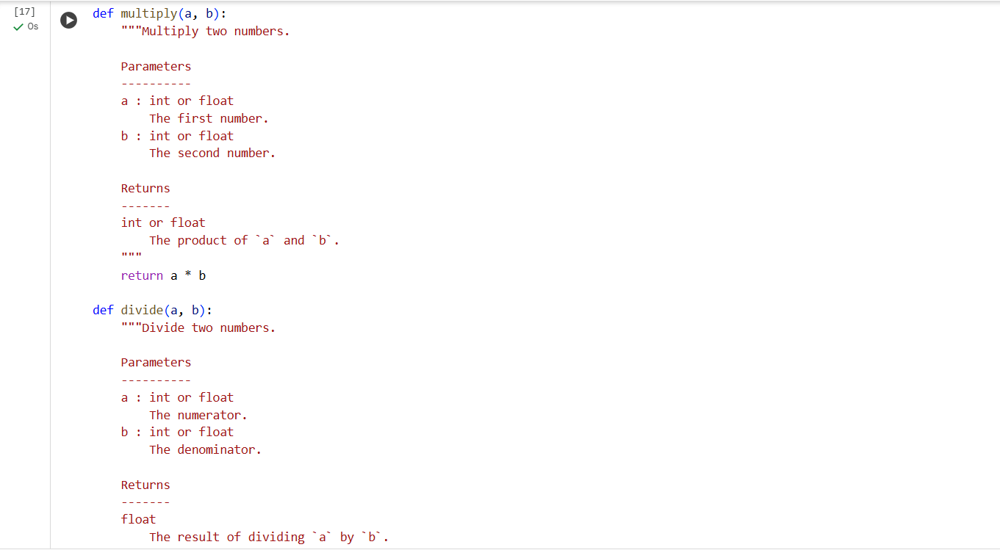 [17]
0s
def multiply(a, b):
    """Multiply two numbers.

    Parameters
    ----------
    a : int or float
        The first number.
    b : int or float
        The second number.

    Returns
    -------
    int or float
        The product of `a` and `b`.
    """
    return a * b

def divide(a, b):
    """Divide two numbers.

    Parameters
    ----------
    a : int or float
        The numerator.
    b : int or float
        The denominator.

    Returns
    -------
    float
        The result of dividing `a` by `b`.